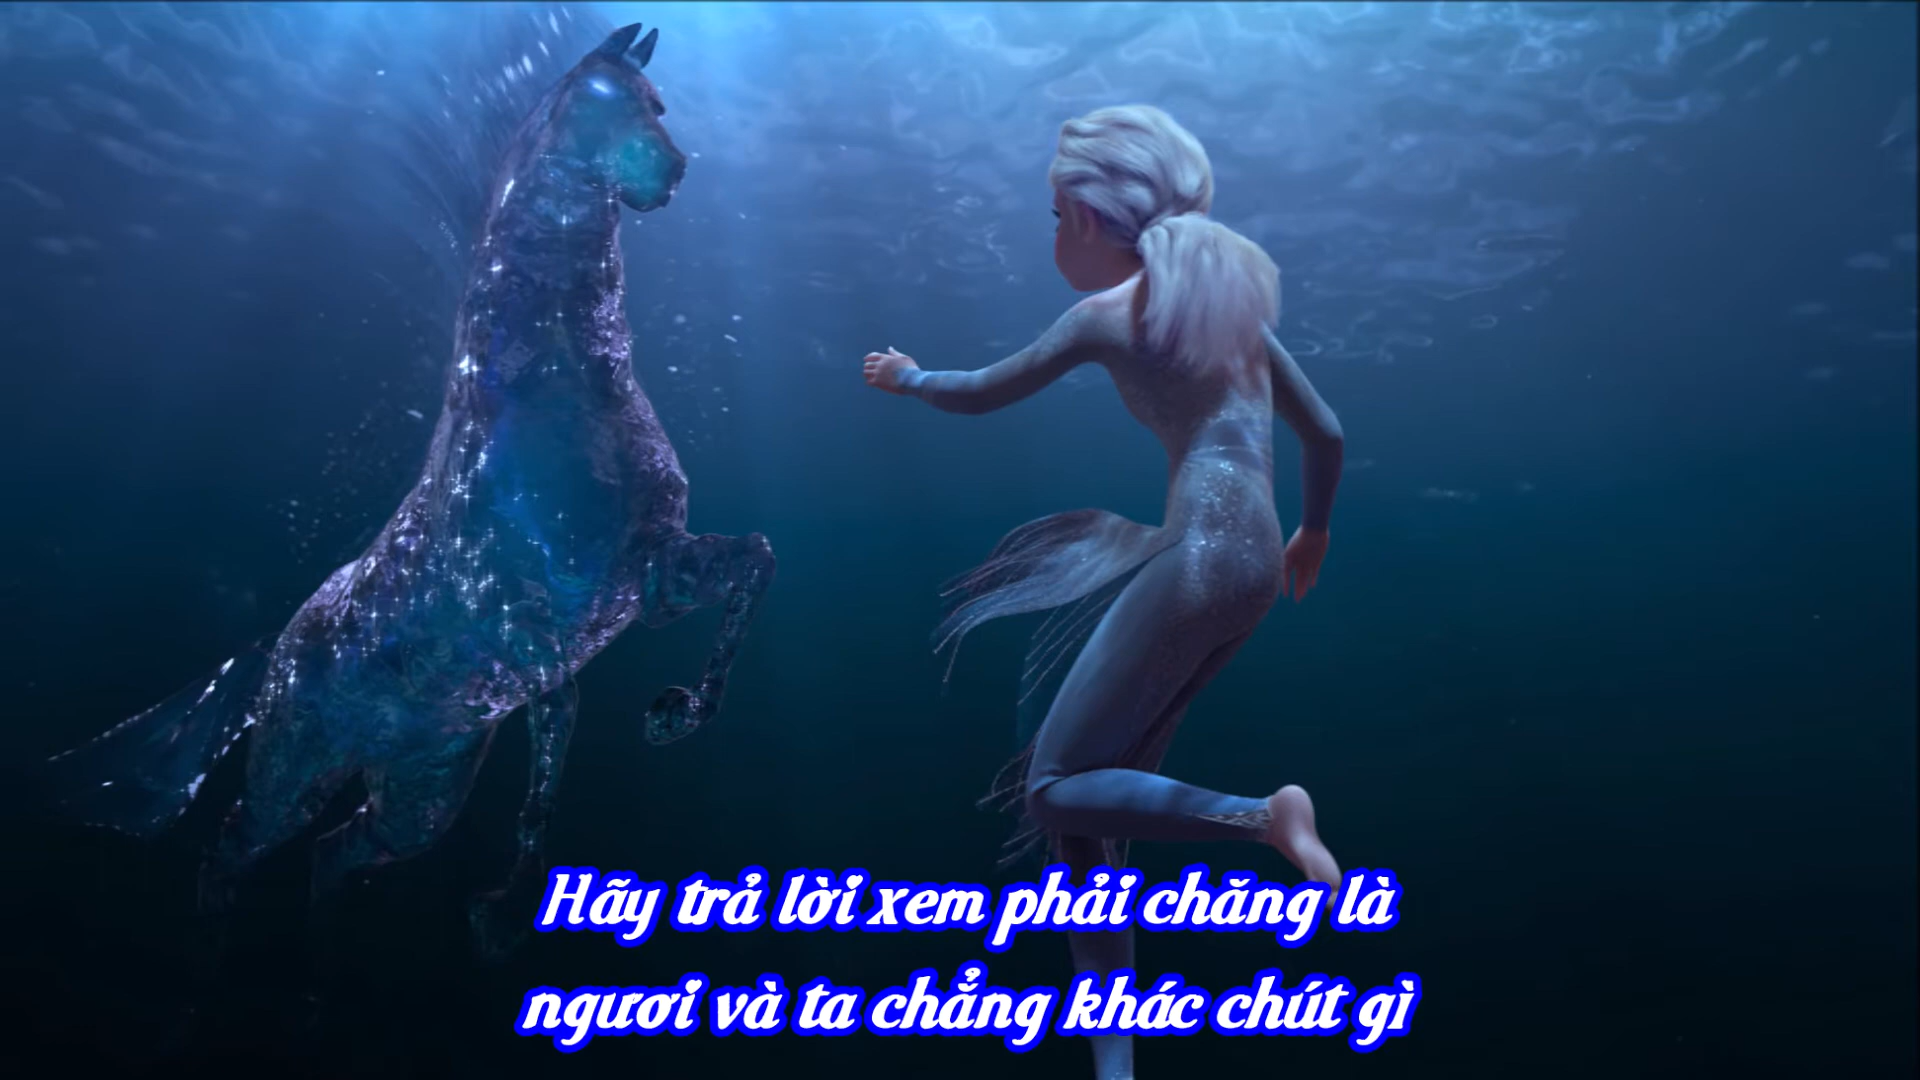 Hãy trả lời xem phải chăng là
ngươi và ta chẳng khác chút gì